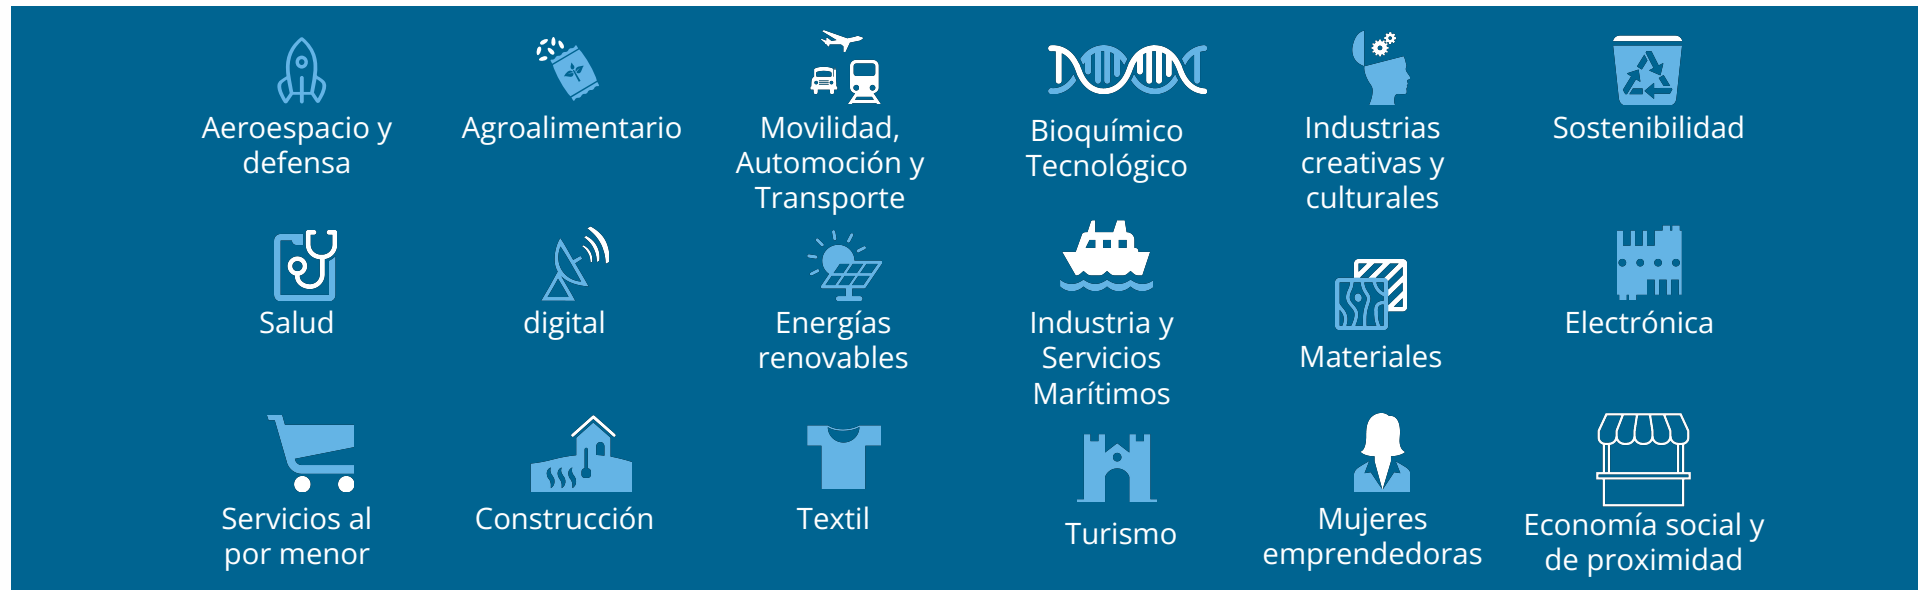 Aeroespacio y
defensa
Agroalimentario
Movilidad,
Automoción y
Transporte
Bioquímico
Tecnológico
Industrias
creativas y
culturales
Sostenibilidad
Salud
digital
Energías
renovables
Industria y
Servicios
Marítimos
Materiales
Electrónica
Servicios al
por menor
Construcción
Textil
Turismo
Mujeres
emprendedoras
Economía social y
de proximidad